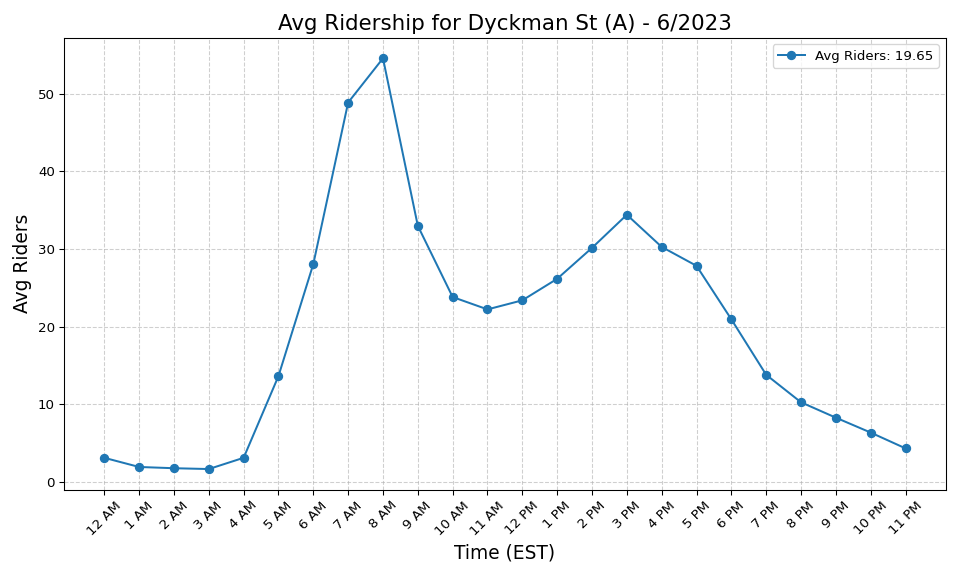 Avg Ridership for Dyckman St (A) - 6/2023
Avg Riders: 19.65
Avg Riders
50
40
30
20
10
0
12 AM
1 AM
2 AM
3 AM
4 AM
5 AM
6 AM
7 AM
8 AM
9 AM
10 AM
11 AM
12 PM
1 PM
2 PM
3 PM
4 PM
5 PM
6 PM
7 PM
8 PM
9 PM
10 PM
11 PM
Time (EST)